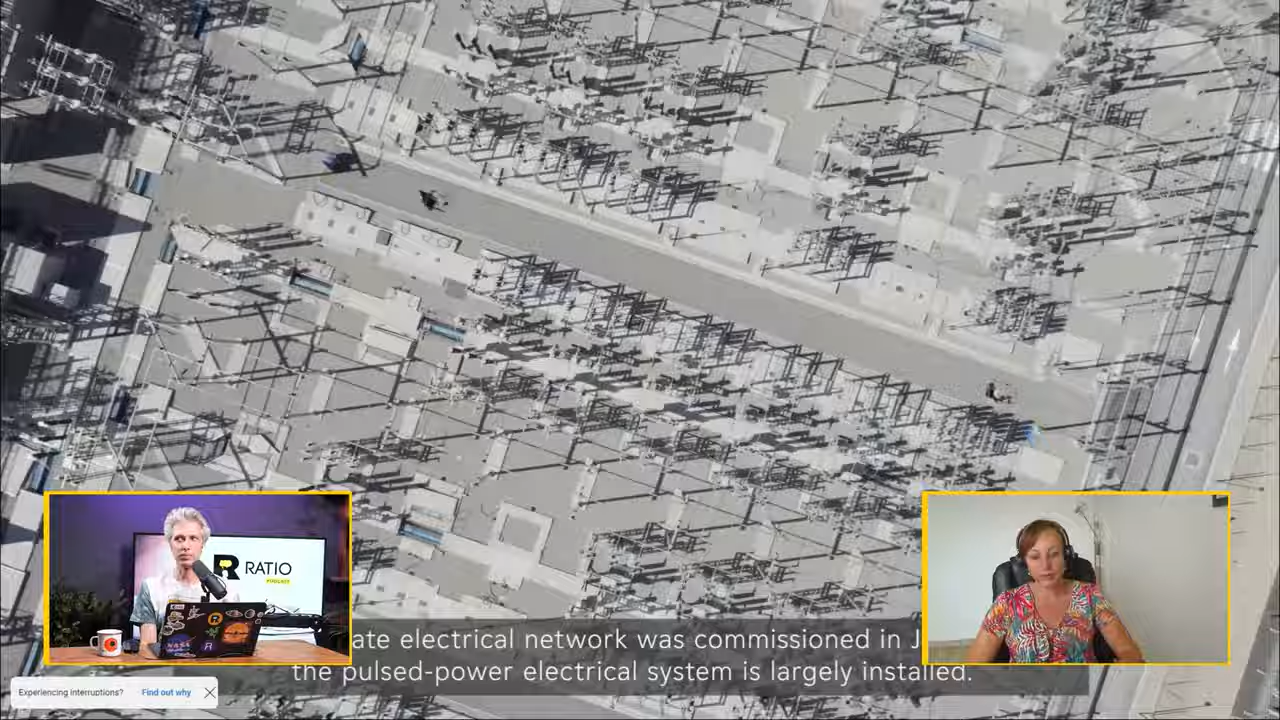 RATIO
PODCAST
ate electrical network was commissioned in J
the pulsed-power electrical system is largely installed.
Experiencing interruptions?
Find out why